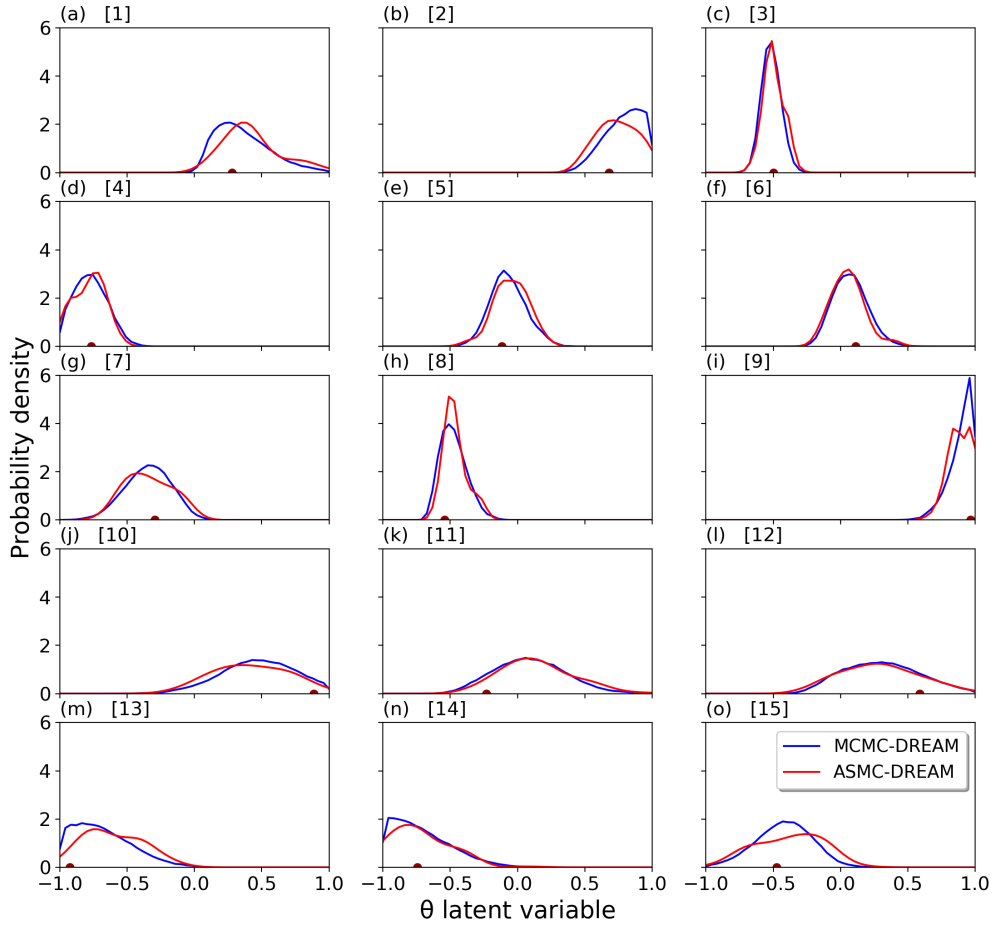 (a) [1] (b) [2] (c) [3]
6
4
2
0
(d) [4] (e) [5] (f) [6]
6
4
2
0
(g) [7] (h) [8] (i) [9]
6
4
2
0
(j) [10] (k) [11] (l) [12]
6
4
2
0
(m) [13] (n) [14] (o) [15]
6
4
2
0
MCMC-DREAM
ASMC-DREAM
−1.0 −0.5 0.0 0.5 1.0 −1.0 −0.5 0.0 0.5 1.0 −1.0 −0.5 0.0 0.5 1.0
θ latent variable
Probability density